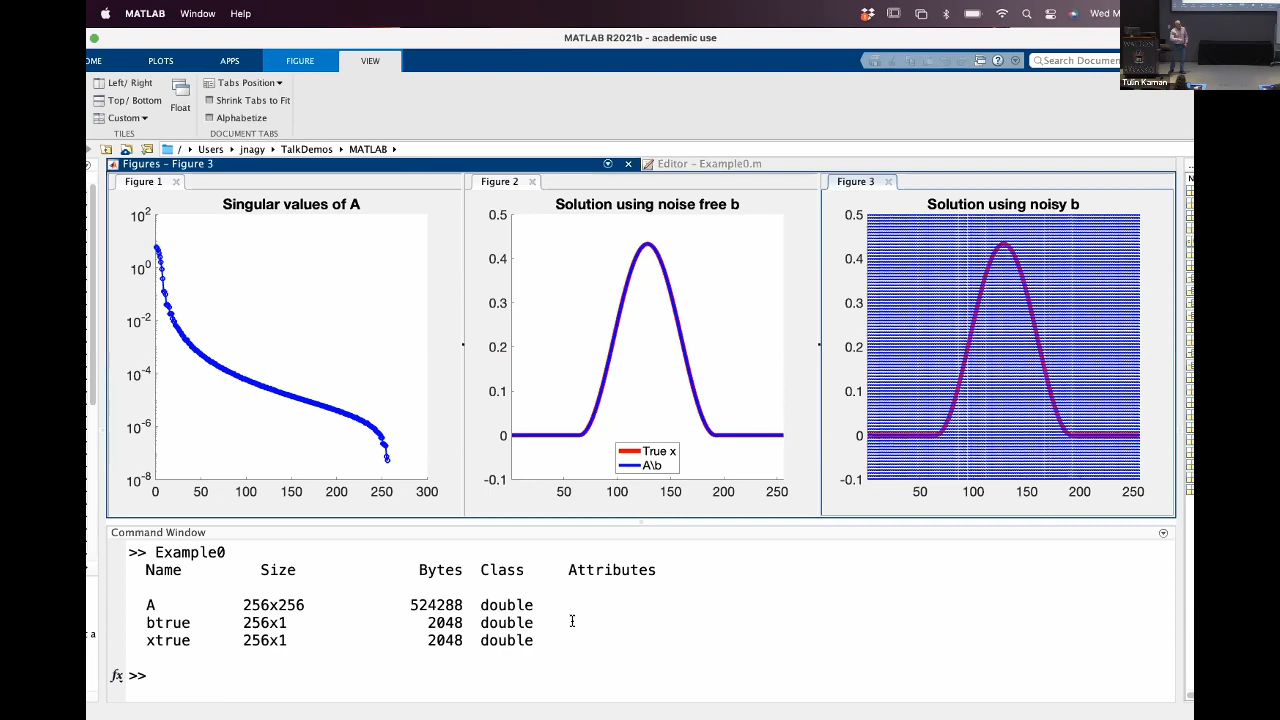 MATLAB Window Help Wed M
MATLAB R2021b - academic use
OME PLOTS APPS FIGURE VIEW Search Documen
Left/ Right
Top/ Bottom
Custom
Float
Tabs Position
Shrink Tabs to Fit
Alphabetize
TILES DOCUMENT TABS
/ Users jnagy TalkDemos MATLAB
Figures - Figure 3 Editor - Example0.m
Figure 1 Figure 2 Figure 3
Singular values of A
10^2
10^0
10^-2
10^-4
10^-6
10^-8
0 50 100 150 200 250 300
Solution using noise free b
0.5
0.4
0.3
0.2
0.1
0
-0.1
50 100 150 200 250
True x
A\b
Solution using noisy b
0.5
0.4
0.3
0.2
0.1
0
-0.1
50 100 150 200 250
Command Window
>> Example0
Name Size Bytes Class Attributes
A 256x256 524288 double
btrue 256x1 2048 double
xtrue 256x1 2048 double
fx >>
Tulin Kaman